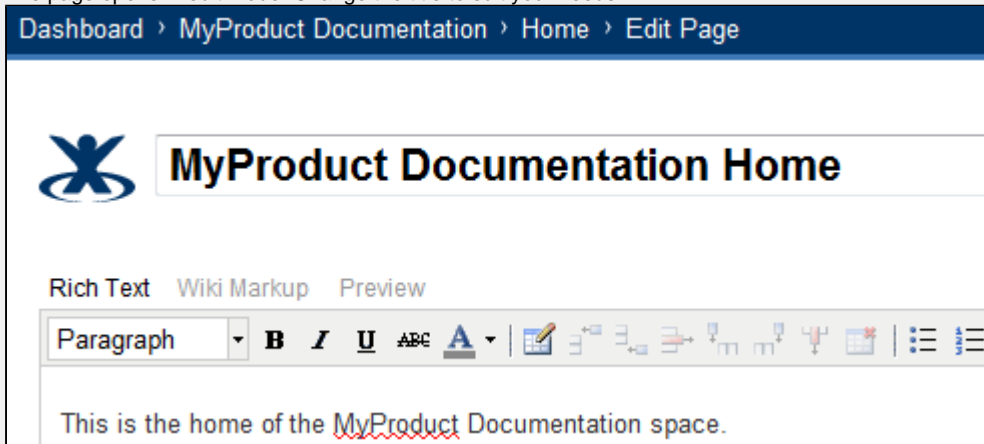 Dashboard > MyProduct Documentation > Home > Edit Page
MyProduct Documentation Home
Rich Text Wiki Markup Preview
Paragraph B I U ABC A
This is the home of the MyProduct Documentation space.